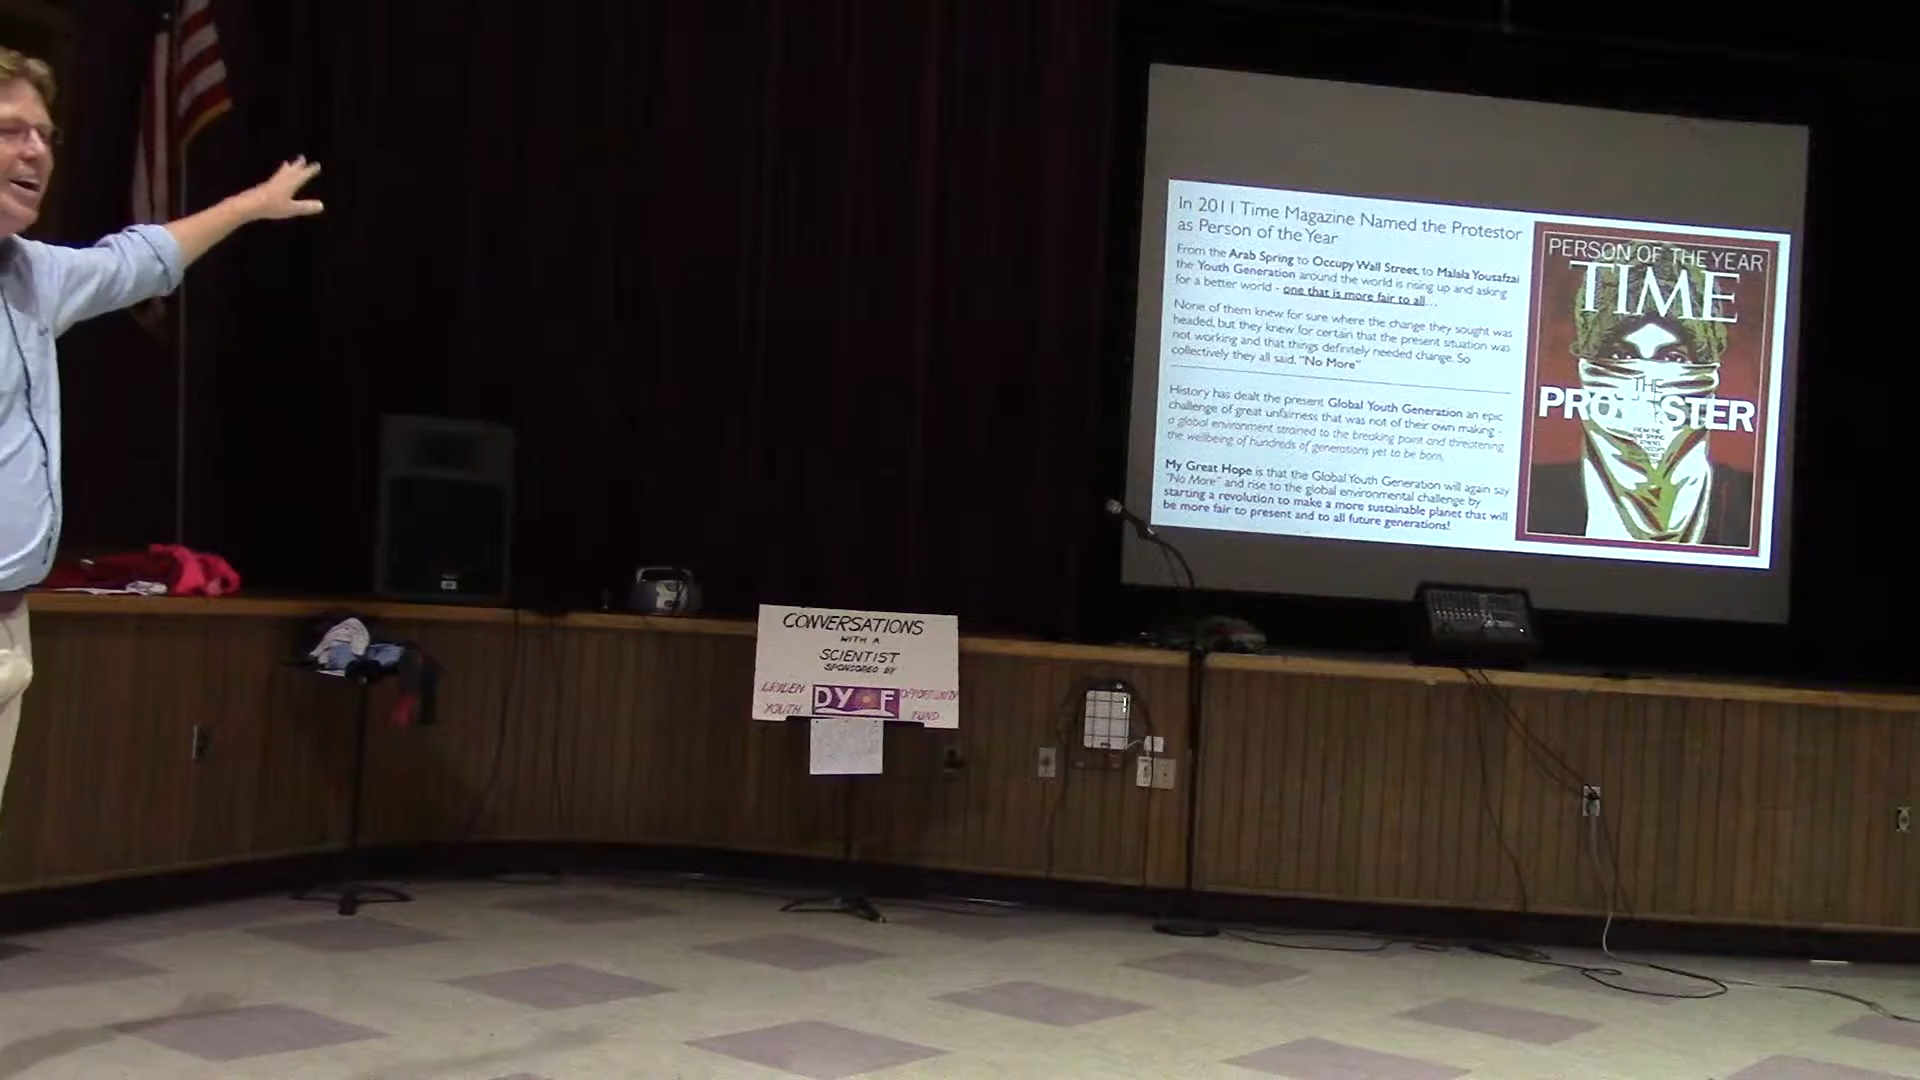 In 2011 Time Magazine Named the Protestor
as Person of the Year
From the Arab Spring to Occupy Wall Street, to Malala Yousafzai
the Youth Generation around the world is rising up and asking
for a better world - one that is more fair to all…
None of them knew for sure where the change they sought was
headed, but they knew for certain that the present situation was
not working and that things definitely needed change. So
collectively they all said, "No More"
History has dealt the present Global Youth Generation an epic
challenge of great unfairness that was not of their own making -
a global environment strained to the breaking point and threatening
the wellbeing of hundreds of generations yet to be born.
My Great Hope is that the Global Youth Generation will again say
"No More" and rise to the global environmental challenge by
starting a revolution to make a more sustainable planet that will
be more fair to present and to all future generations!
PERSON OF THE YEAR
TIME
THE
PROTESTER
CONVERSATIONS
WITH A
SCIENTIST
SPONSORED BY
DYOF
YOUTH FUND